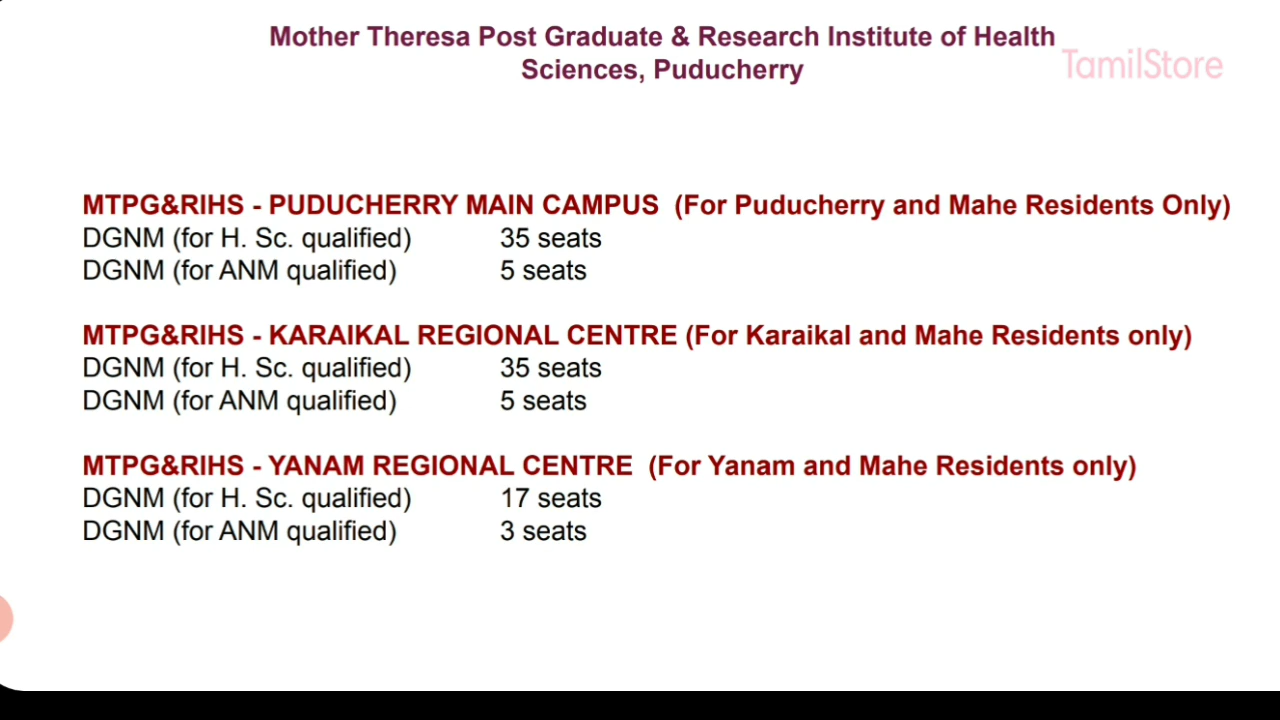 Mother Theresa Post Graduate & Research Institute of Health
Sciences, Puducherry
TamilStore
MTPG&RIHS - PUDUCHERRY MAIN CAMPUS (For Puducherry and Mahe Residents Only)
DGNM (for H. Sc. qualified) 35 seats
DGNM (for ANM qualified) 5 seats
MTPG&RIHS - KARAIKAL REGIONAL CENTRE (For Karaikal and Mahe Residents only)
DGNM (for H. Sc. qualified) 35 seats
DGNM (for ANM qualified) 5 seats
MTPG&RIHS - YANAM REGIONAL CENTRE (For Yanam and Mahe Residents only)
DGNM (for H. Sc. qualified) 17 seats
DGNM (for ANM qualified) 3 seats